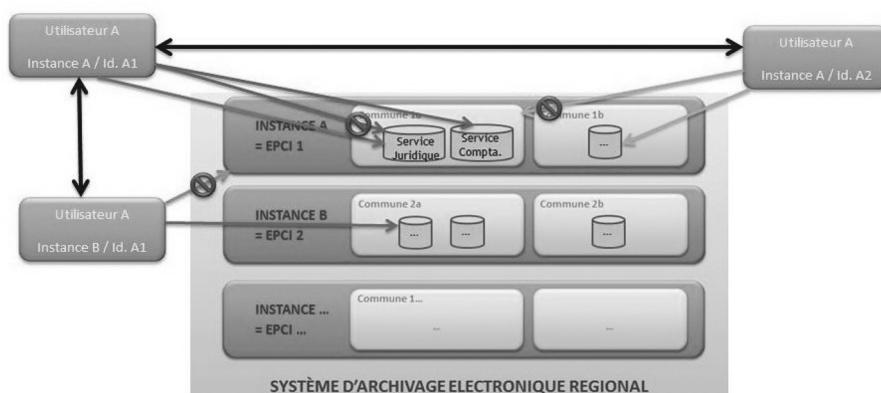 Utilisateur A
Instance A / Id. A1
Utilisateur A
Instance A / Id. A2
INSTANCE A
= EPCI 1
Commune 1a
Service
Juridique
Service
Compta.
Commune 1b
...
Utilisateur A
Instance B / Id. A1
INSTANCE B
= EPCI 2
Commune 2a
...
...
Commune 2b
...
INSTANCE ...
= EPCI ...
Commune 1...
...
...
SYSTÈME D'ARCHIVAGE ELECTRONIQUE REGIONAL